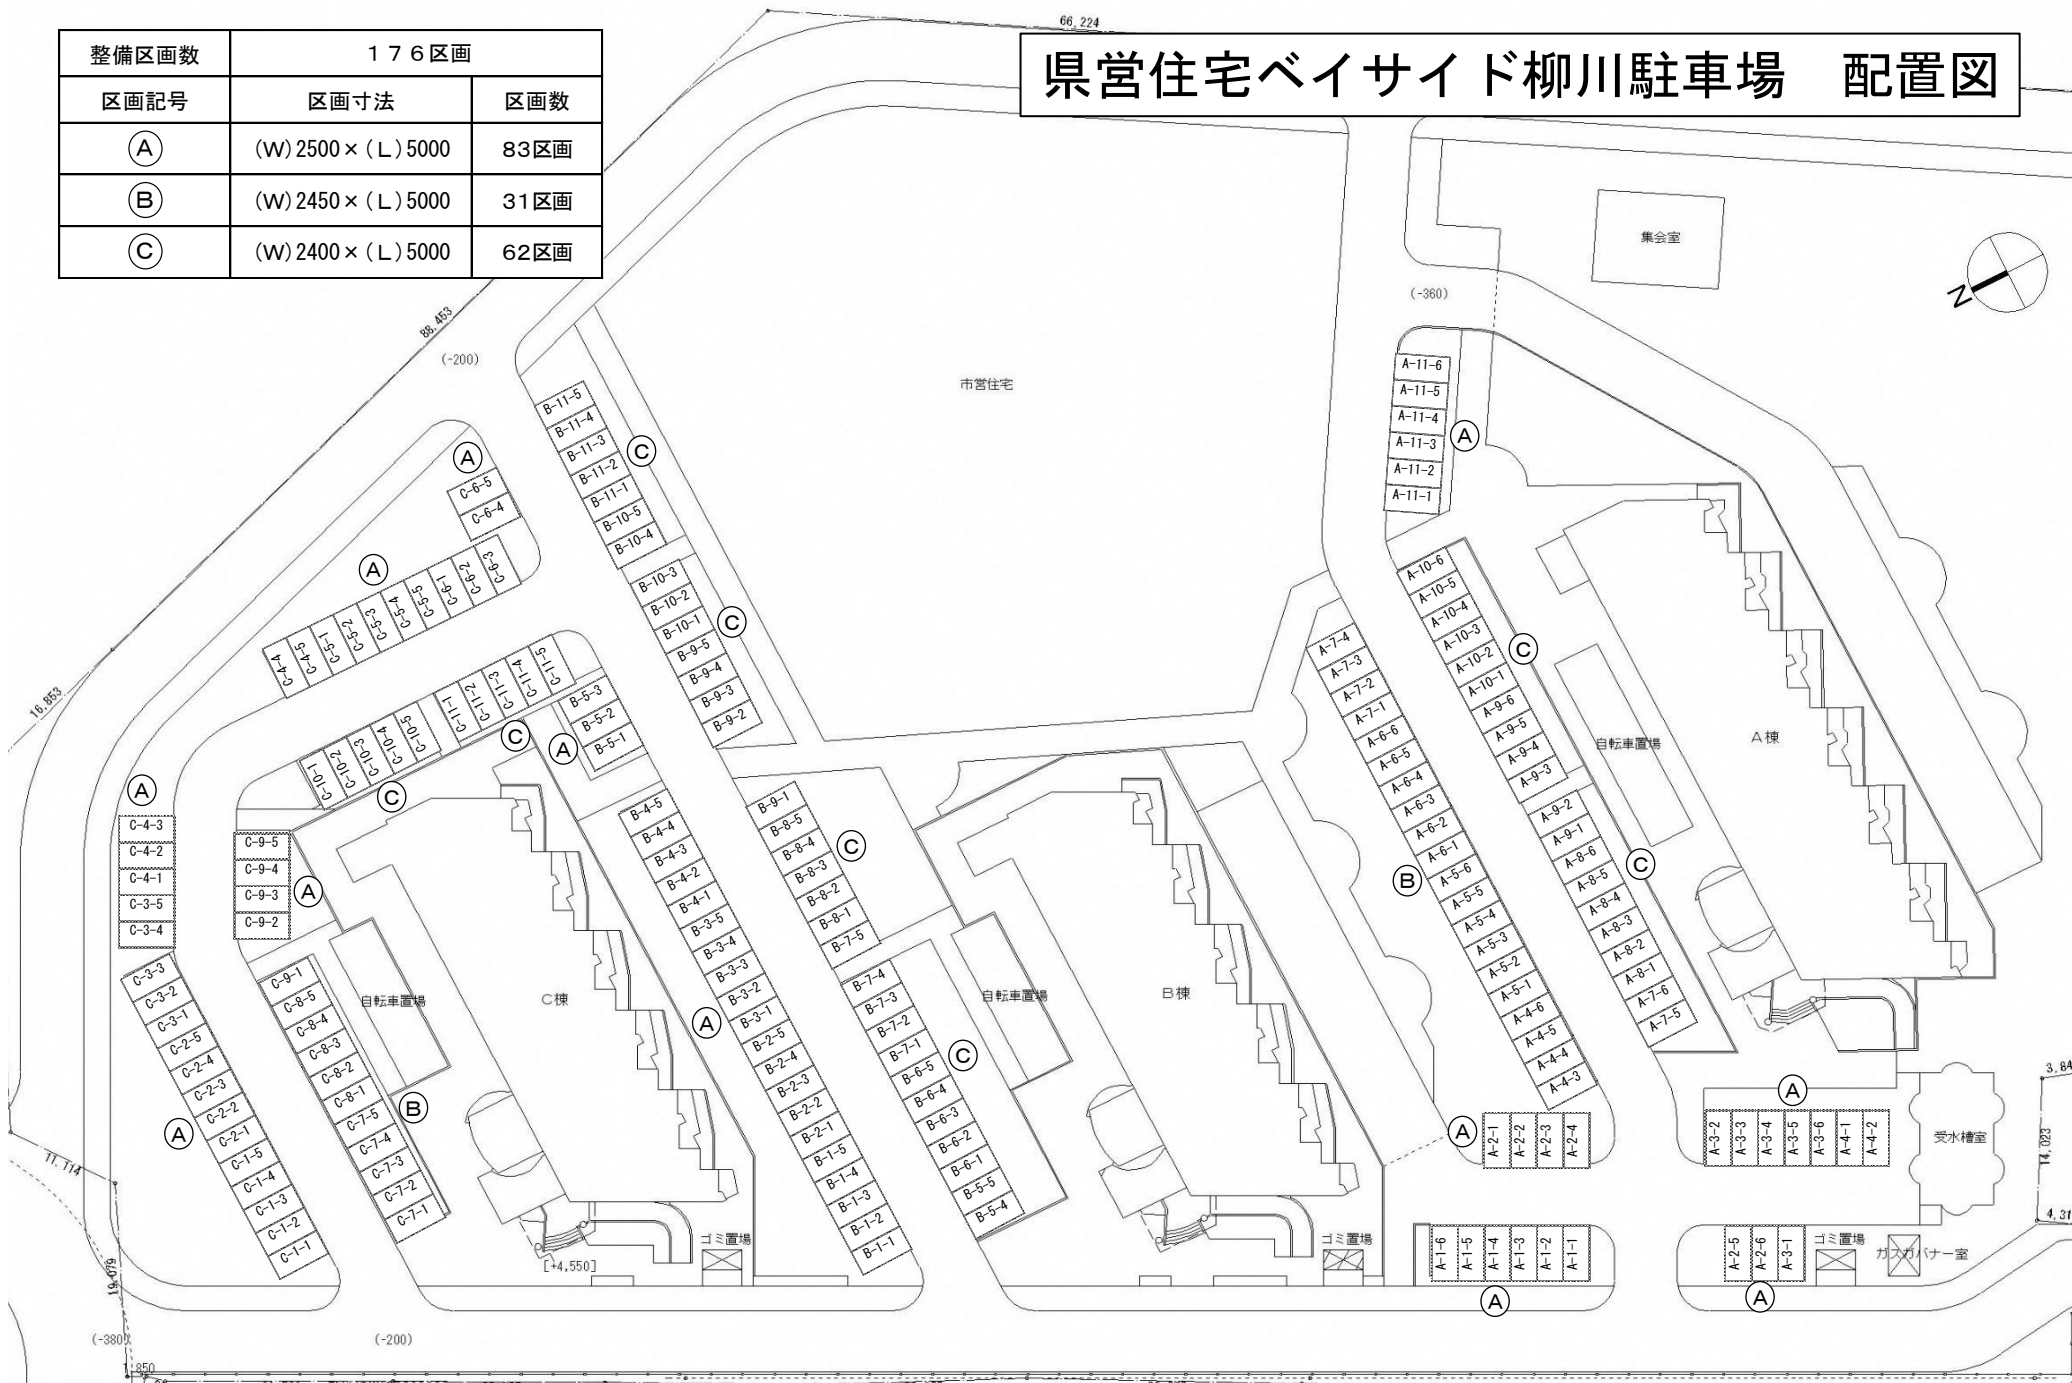 66,224
整備区画数 １７６区画
県営住宅ベイサイド柳川駐車場　配置図
区画記号 区画寸法 区画数
Ⓐ (W)2500×(L)5000 83区画
Ⓑ (W)2450×(L)5000 31区画
Ⓒ (W)2400×(L)5000 62区画
集会室
N
(-360)
88,453
(-200)
市営住宅
A-11-6
A-11-5
A-11-4
A-11-3
A-11-2
A-11-1
Ⓐ
B-11-5
B-11-4
B-11-3
B-11-2
B-11-1
B-10-5
B-10-4
Ⓒ
Ⓐ
C-6-5
C-6-4
Ⓐ
C-4-4
C-4-5
C-5-1
C-5-2
C-5-3
C-5-4
C-5-5
C-6-1
C-6-2
C-6-3
B-10-3
B-10-2
B-10-1
B-9-5
B-9-4
B-9-3
B-9-2
Ⓒ
A-10-6
A-10-5
A-10-4
A-10-3
A-10-2
A-10-1
A-9-6
A-9-5
A-9-4
A-9-3
Ⓒ
A-7-4
A-7-3
A-7-2
A-7-1
A-6-6
A-6-5
A-6-4
A-6-3
A-6-2
A-6-1
A-5-6
A-5-5
A-5-4
A-5-3
A-5-2
A-5-1
A-4-6
A-4-5
A-4-4
A-4-3
Ⓑ
16,853
C-10-1
C-10-2
C-10-3
C-10-4
C-10-5
C-11-1
C-11-2
C-11-3
C-11-4
C-11-5
Ⓒ
Ⓒ
B-5-3
B-5-2
B-5-1
Ⓐ
自転車置場
A棟
A-9-2
A-9-1
A-8-6
A-8-5
A-8-4
A-8-3
A-8-2
A-8-1
A-7-6
A-7-5
Ⓒ
Ⓐ
C-4-3
C-4-2
C-4-1
C-3-5
C-3-4
C-9-5
C-9-4
C-9-3
C-9-2
Ⓐ
B-4-5
B-4-4
B-4-3
B-4-2
B-4-1
B-3-5
B-3-4
B-3-3
B-3-2
B-3-1
B-2-5
B-2-4
B-2-3
B-2-2
B-2-1
B-1-5
B-1-4
B-1-3
B-1-2
B-1-1
Ⓐ
B-9-1
B-8-5
B-8-4
B-8-3
B-8-2
B-8-1
B-7-5
Ⓒ
B-7-4
B-7-3
B-7-2
B-7-1
B-6-5
B-6-4
B-6-3
B-6-2
B-6-1
B-5-5
B-5-4
Ⓒ
C-3-3
C-3-2
C-3-1
C-2-5
C-2-4
C-2-3
C-2-2
C-2-1
C-1-5
C-1-4
C-1-3
C-1-2
C-1-1
Ⓐ
C-9-1
C-8-5
C-8-4
C-8-3
C-8-2
C-8-1
C-7-5
C-7-4
C-7-3
C-7-2
C-7-1
Ⓑ
自転車置場
C棟
自転車置場
B棟
Ⓐ
A-2-1
A-2-2
A-2-3
A-2-4
Ⓐ
A-3-2
A-3-3
A-3-4
A-3-5
A-3-6
A-4-1
A-4-2
受水槽室
14,023
11,114
19,079
ゴミ置場
[+4,550]
ゴミ置場
A-1-6
A-1-5
A-1-4
A-1-3
A-1-2
A-1-1
Ⓐ
A-2-5
A-2-6
A-3-1
Ⓐ
ゴミ置場
ガスガバナー室
(-380)
(-200)
1,850